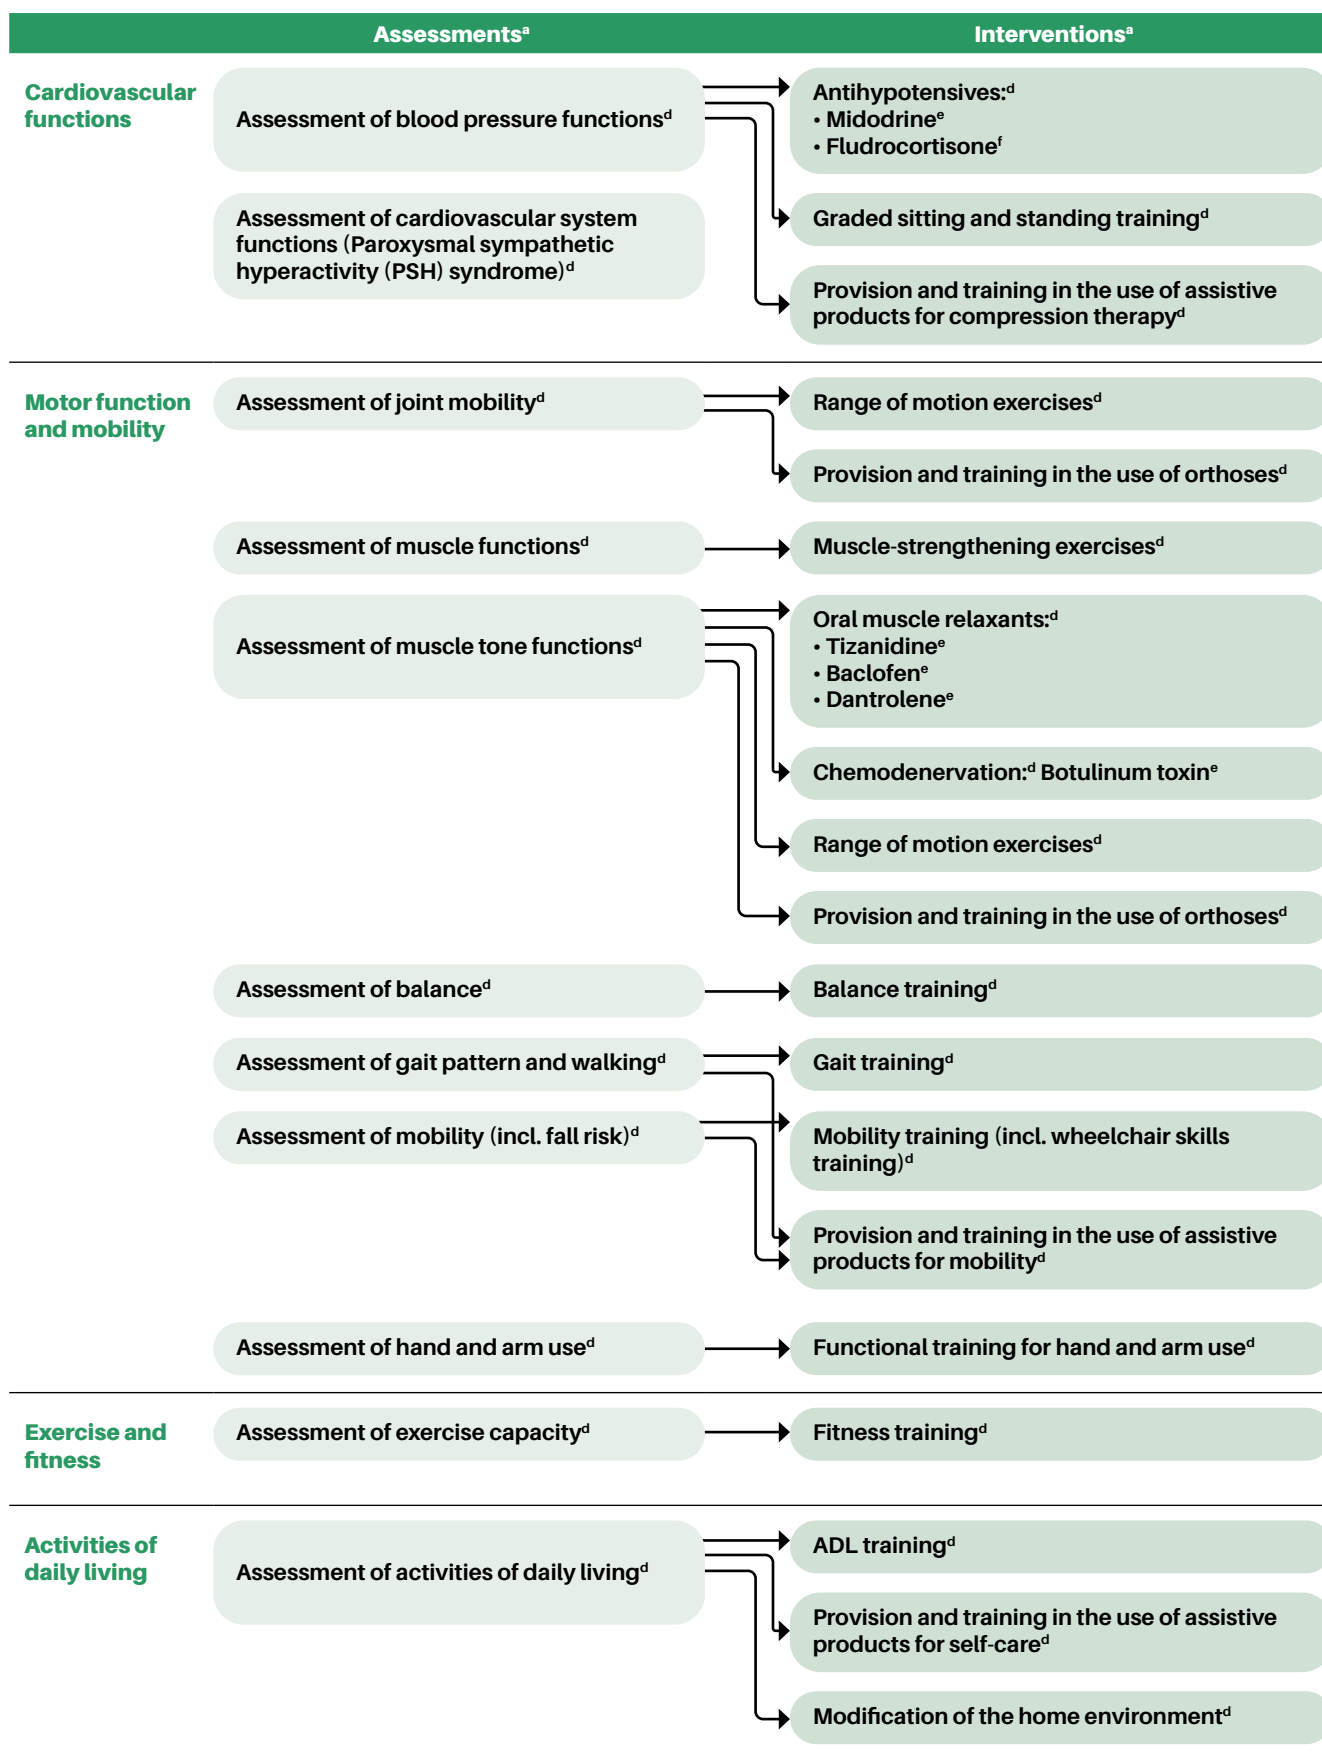 Assessmentsᵃ Interventionsᵃ
Cardiovascular
functions
Assessment of blood pressure functionsᵈ
Antihypotensives:ᵈ
• Midodrineᵉ
• Fludrocortisoneᶠ
Graded sitting and standing trainingᵈ
Assessment of cardiovascular system
functions (Paroxysmal sympathetic
hyperactivity (PSH) syndrome)ᵈ
Provision and training in the use of assistive
products for compression therapyᵈ
Motor function
and mobility
Assessment of joint mobilityᵈ
Range of motion exercisesᵈ
Provision and training in the use of orthosesᵈ
Assessment of muscle functionsᵈ
Muscle-strengthening exercisesᵈ
Assessment of muscle tone functionsᵈ
Oral muscle relaxants:ᵈ
• Tizanidineᵉ
• Baclofenᵉ
• Dantroleneᵉ
Chemodenervation:ᵈ Botulinum toxinᵉ
Range of motion exercisesᵈ
Provision and training in the use of orthosesᵈ
Assessment of balanceᵈ
Balance trainingᵈ
Assessment of gait pattern and walkingᵈ
Gait trainingᵈ
Assessment of mobility (incl. fall risk)ᵈ
Mobility training (incl. wheelchair skills
training)ᵈ
Provision and training in the use of assistive
products for mobilityᵈ
Assessment of hand and arm useᵈ
Functional training for hand and arm useᵈ
Exercise and
fitness
Assessment of exercise capacityᵈ
Fitness trainingᵈ
Activities of
daily living
Assessment of activities of daily livingᵈ
ADL trainingᵈ
Provision and training in the use of assistive
products for self-careᵈ
Modification of the home environmentᵈ